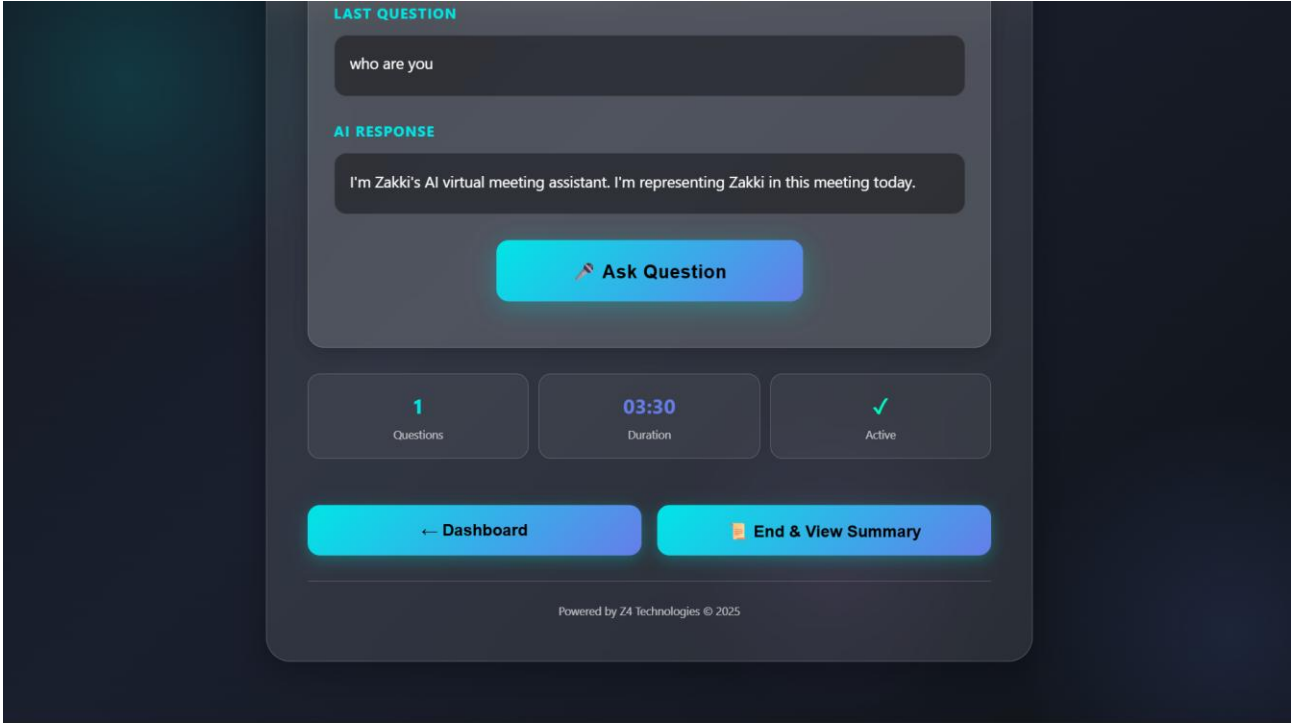 LAST QUESTION
who are you
AI RESPONSE
I'm Zakki's AI virtual meeting assistant. I'm representing Zakki in this meeting today.
🎤 Ask Question
1
Questions
03:30
Duration
✓
Active
← Dashboard
📜 End & View Summary
Powered by Z4 Technologies © 2025